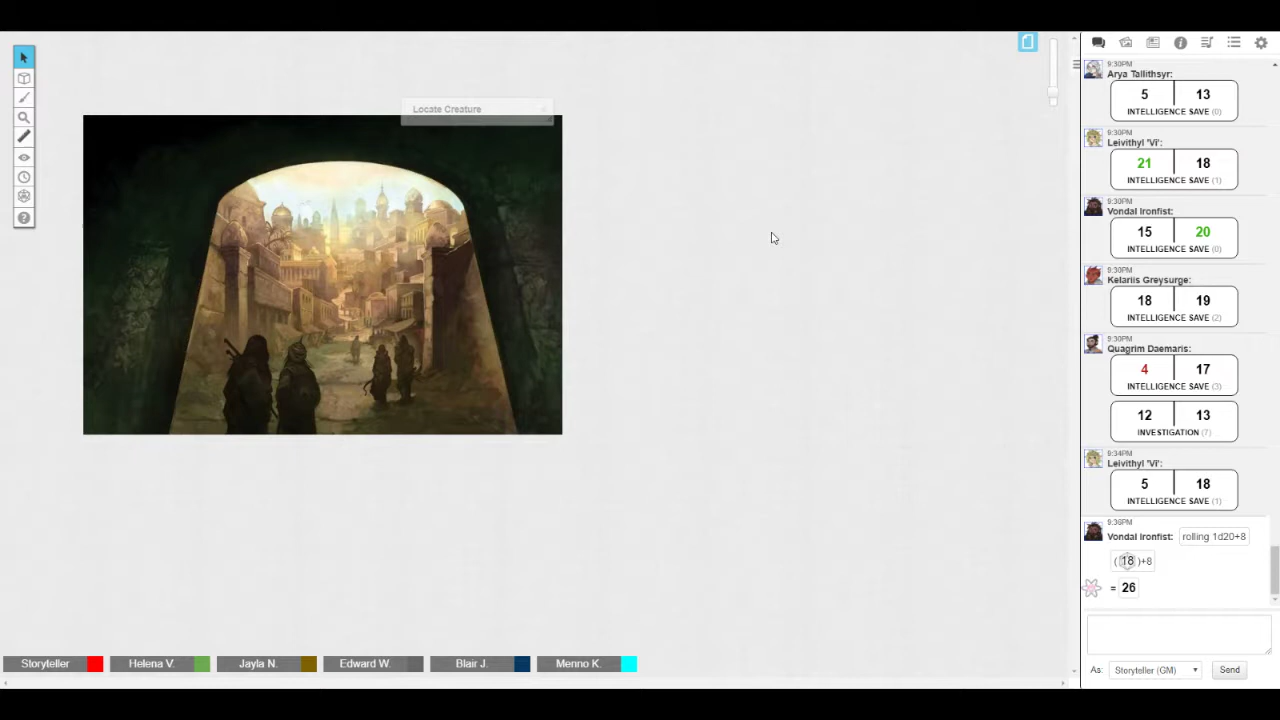 Locate Creature
9:30PM
Arya Tallithsyr:
5 13
INTELLIGENCE SAVE (0)
9:30PM
Leivithyl 'Vi':
21 18
INTELLIGENCE SAVE (1)
9:30PM
Vondal Ironfist:
15 20
INTELLIGENCE SAVE (0)
9:30PM
Kelariis Greysurge:
18 19
INTELLIGENCE SAVE (2)
9:30PM
Quagrim Daemaris:
4 17
INTELLIGENCE SAVE (3)
12 13
INVESTIGATION (7)
9:34PM
Leivithyl 'Vi':
5 18
INTELLIGENCE SAVE (1)
9:36PM
Vondal Ironfist: rolling 1d20+8
(18)+8
= 26
As: Storyteller (GM) Send
Storyteller Helena V. Jayla N. Edward W. Blair J. Menno K.